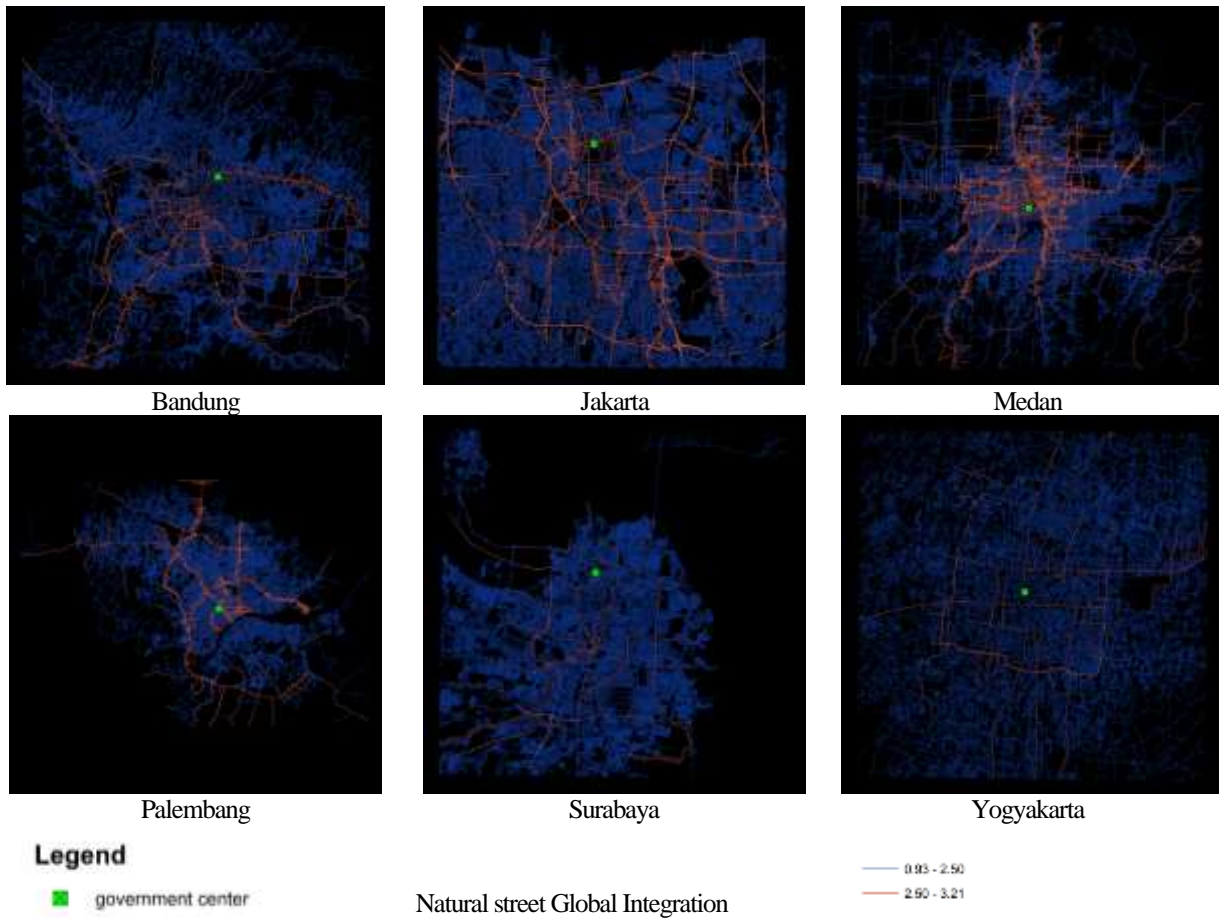 Bandung
Jakarta
Medan
Palembang
Surabaya
Yogyakarta
Legend
government center
Natural street Global Integration
0.93 - 2.50
2.50 - 3.21